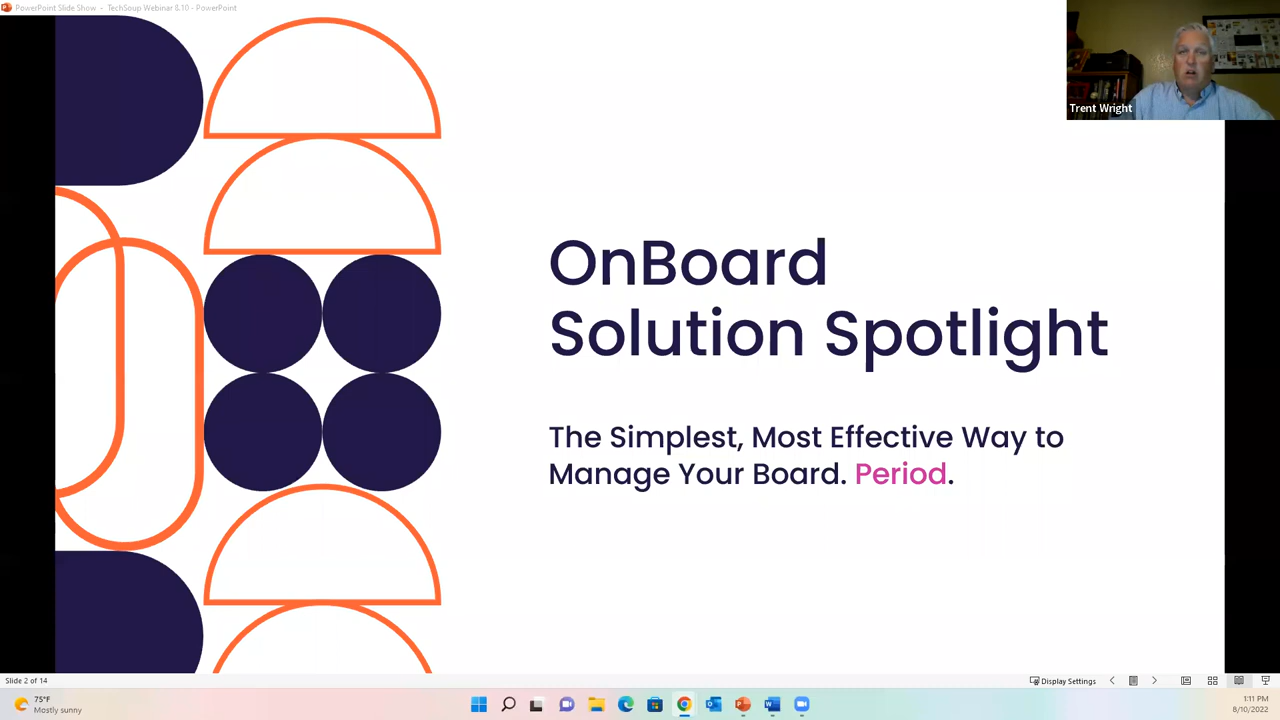 PowerPoint Slide Show - TechSoup Webinar 8.10 - PowerPoint
Trent Wright
OnBoard
Solution Spotlight
The Simplest, Most Effective Way to
Manage Your Board. Period.
Slide 2 of 14
Display Settings
75°F
Mostly sunny
1:11 PM
8/10/2022